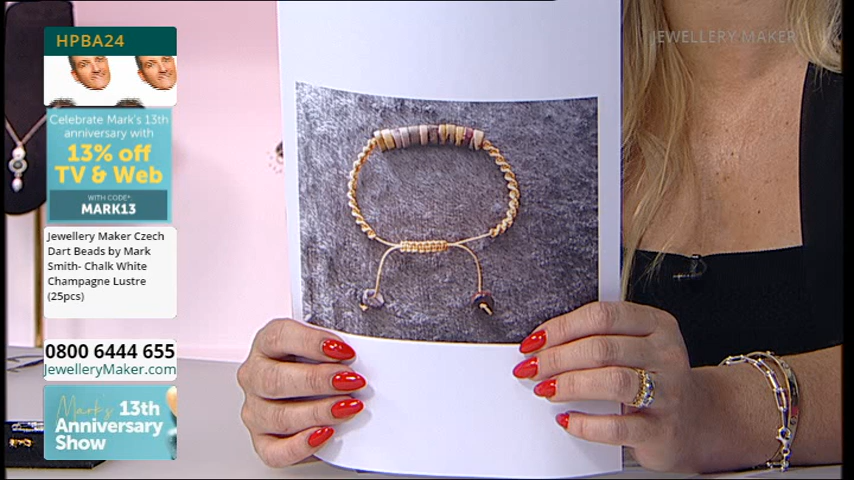 HPBA24
JEWELLERY MAKER
Celebrate Mark's 13th
anniversary with
13% off
TV & Web
WITH CODE*
MARK13
Jewellery Maker Czech
Dart Beads by Mark
Smith- Chalk White
Champagne Lustre
(25pcs)
0800 6444 655
JewelleryMaker.com
Mark's 13th
Anniversary
Show